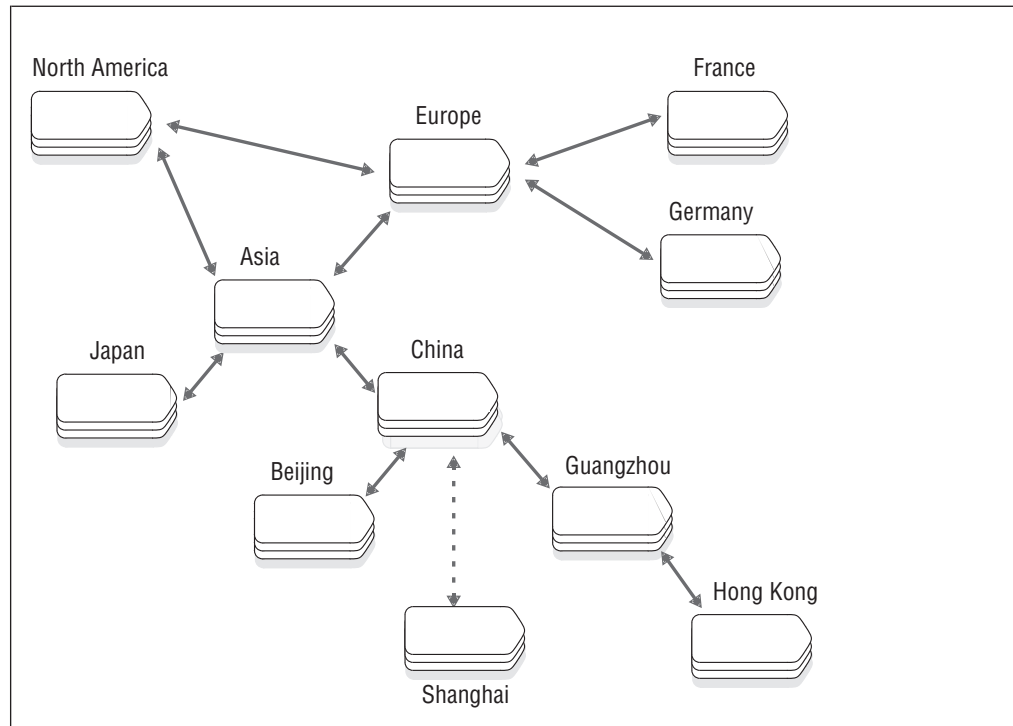 North America
France
Europe
Germany
Asia
Japan
China
Beijing
Guangzhou
Hong Kong
Shanghai